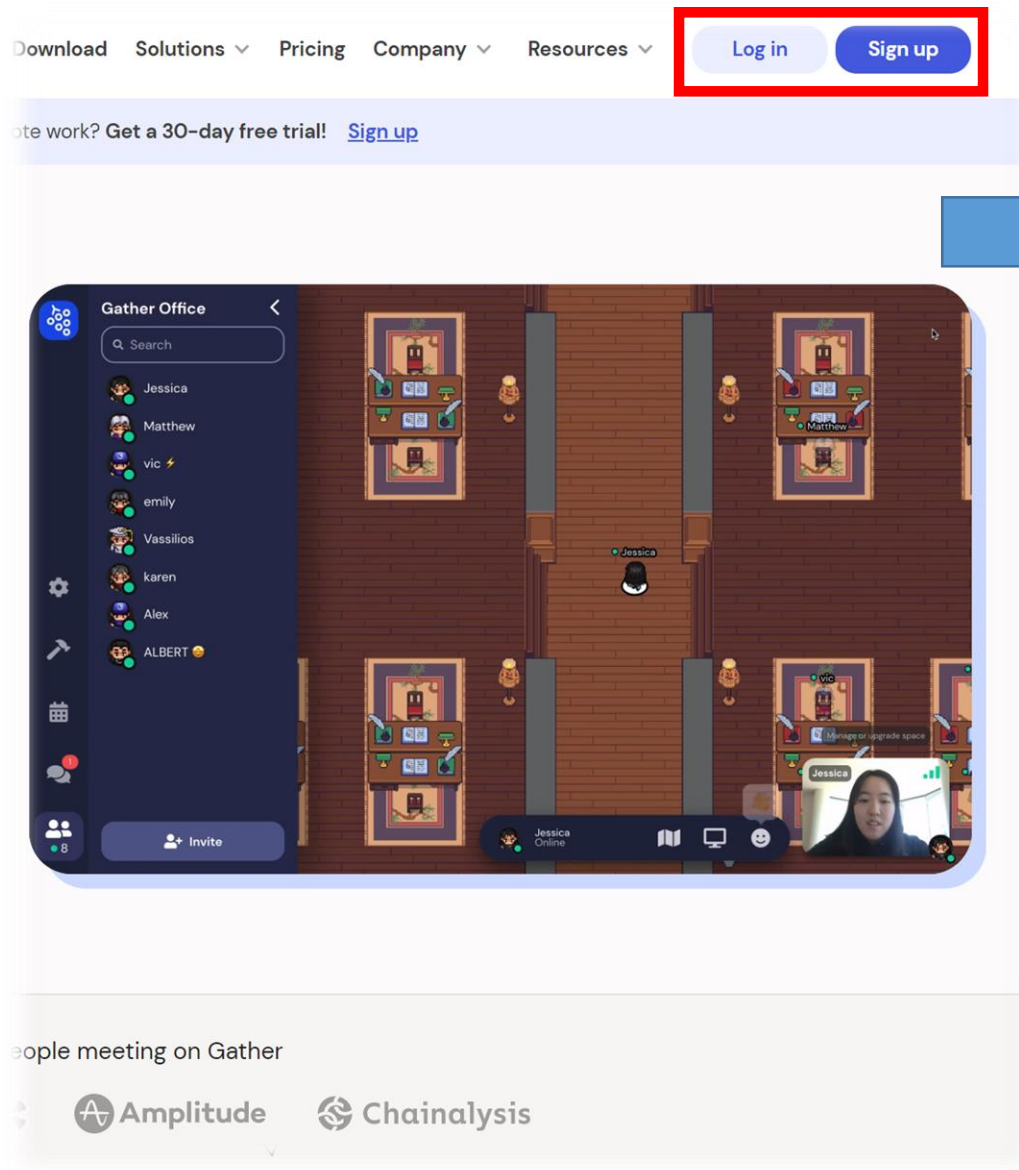 Download Solutions Pricing Company Resources Log in Sign up
work? Get a 30-day free trial! Sign up
Gather Office
Search
Jessica
Matthew
vic⚡
emily
Vassilios
karen
Alex
ALBERT 🤩
8
Invite
Matthew
Jessica
vic
Manage or upgrade space
Jessica
Jessica
Online
1
meeting on Gather
Amplitude Chainalysis